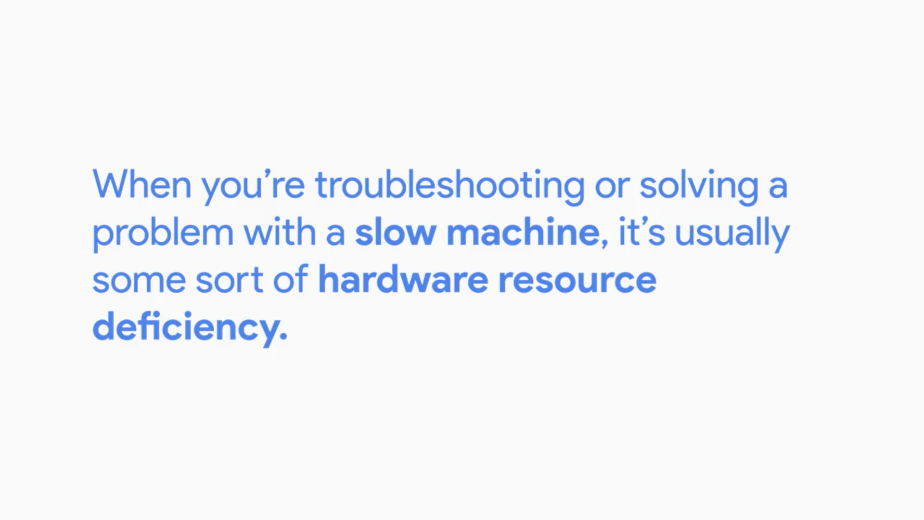 When you’re troubleshooting or solving a
problem with a slow machine, it’s usually
some sort of hardware resource
deficiency.